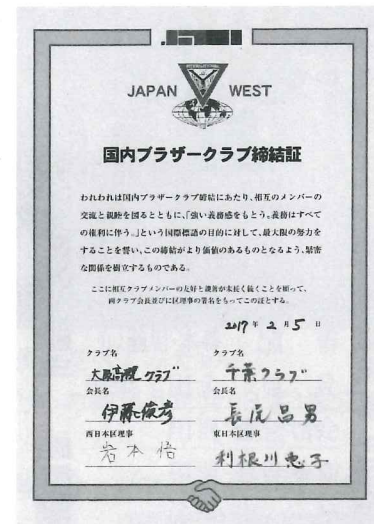 JAPAN WEST
国内ブラザークラブ締結証
われわれは国内ブラザークラブ締結にあたり、相互のメンバーの
交流と親睦を図るとともに、「強い義務感をもとう。義務はすべて
の権利に伴う。」という国際標語の目的に対して、最大限の努力を
することを誓い、この締結がより価値のあるものとなるよう、緊密
な関係を樹立するものである。
ここに相互クラブメンバーの友好と親善が末長く続くことを願って、
両クラブ会長並びに区理事の署名をもってこの証とする。
2017年 2月 5日
クラブ名 クラブ名
大阪高槻クラブ 千葉クラブ
会長名 会長名
伊藤俊彦 長尾昌男
西日本区理事 東日本区理事
岩本悟 利根川恵子